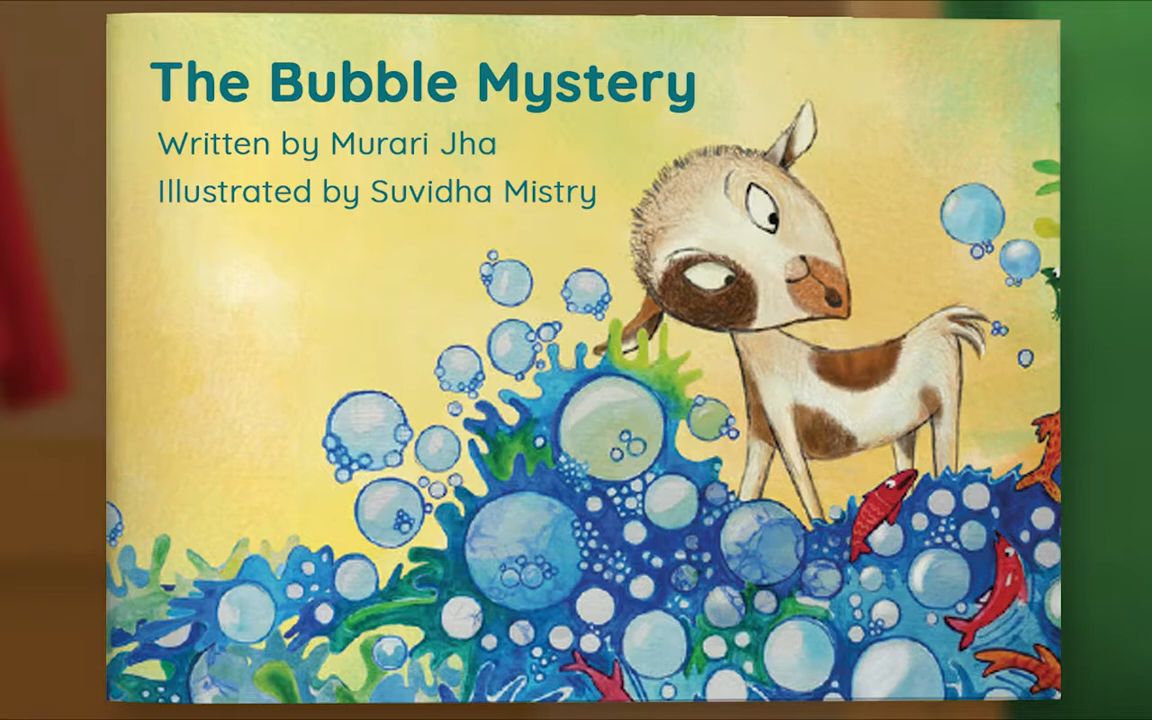 The Bubble Mystery
Written by Murari Jha
Illustrated by Suvidha Mistry